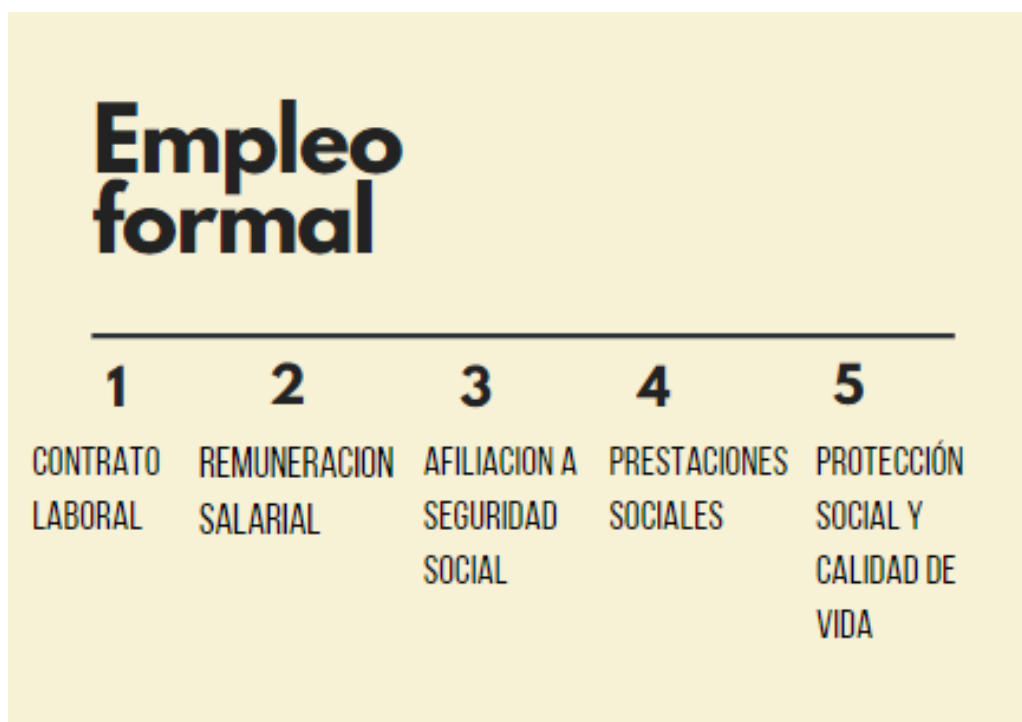 Empleo
formal
1
CONTRATO
LABORAL
2
REMUNERACION
SALARIAL
3
AFILIACION A
SEGURIDAD
SOCIAL
4
PRESTACIONES
SOCIALES
5
PROTECCIÓN
SOCIAL Y
CALIDAD DE
VIDA